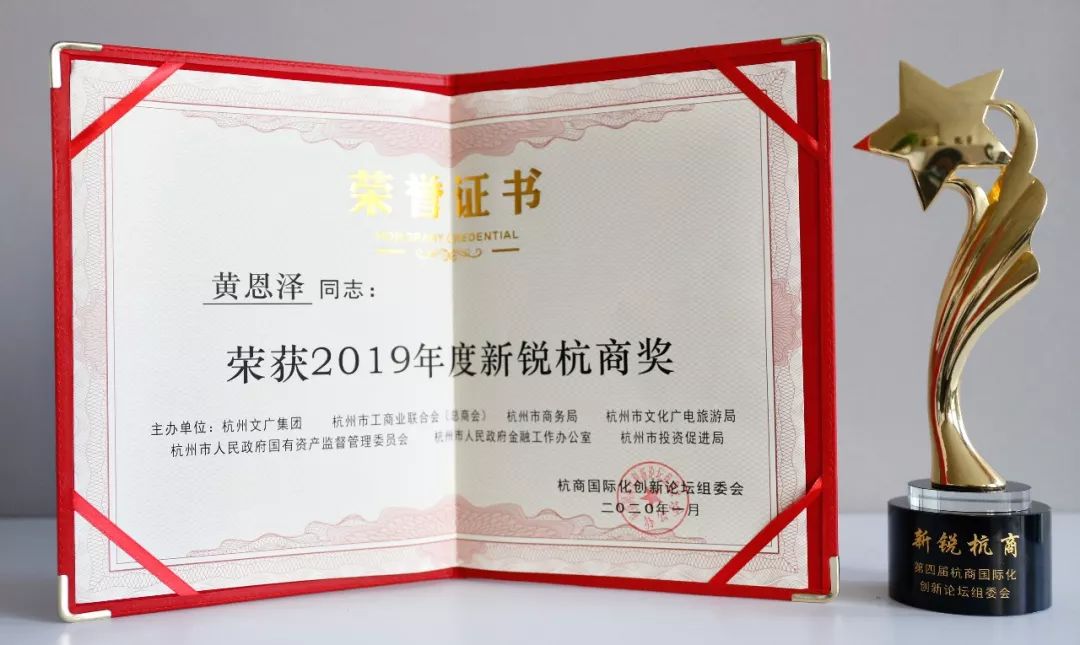 荣誉证书
HONORARY CREDENTIAL
黄恩泽 同志：
荣获2019年度新锐杭商奖
主办单位：杭州文广集团 杭州市工商业联合会（总商会） 杭州市商务局 杭州市文化广电旅游局
杭州市人民政府国有资产监督管理委员会 杭州市人民政府金融工作办公室 杭州市投资促进局
杭商国际化创新论坛组委会
二〇二〇年一月
新锐杭商
第四届杭商国际化
创新论坛组委会